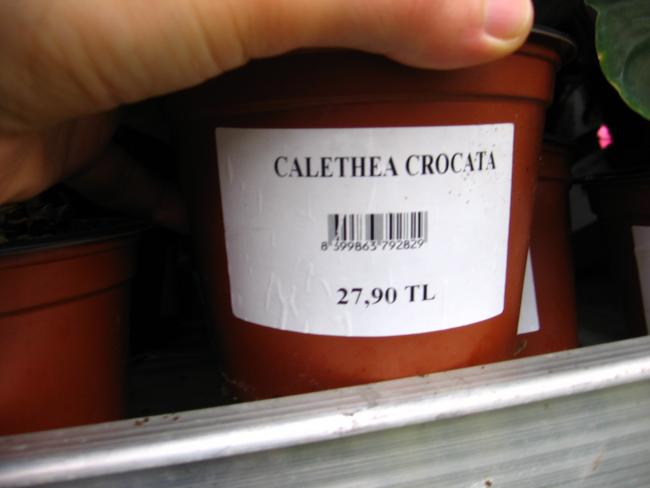 CALETHEA CROCATA
8 399863 792829
27,90 TL